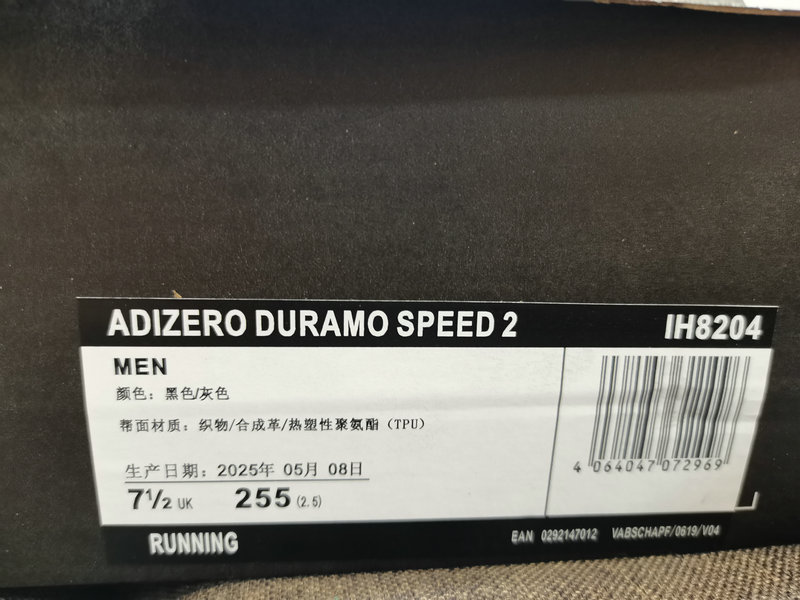 ADIZERO DURAMO SPEED 2 IH8204
MEN
颜色：黑色/灰色
帮面材质：织物/合成革/热塑性聚氨酯（TPU）
生产日期：2025年 05月 08日
7½ UK 255 (2.5)
4 064047 072969
RUNNING
EAN 0292147012 VABSCHAPF/0619/V04